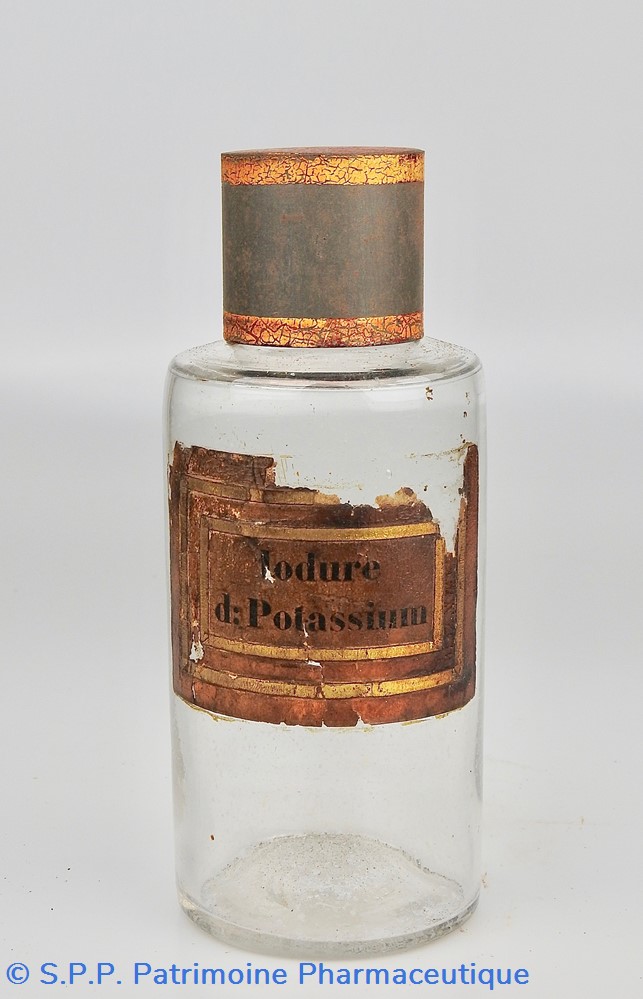 Iodure
d: Potassium
© S.P.P. Patrimoine Pharmaceutique